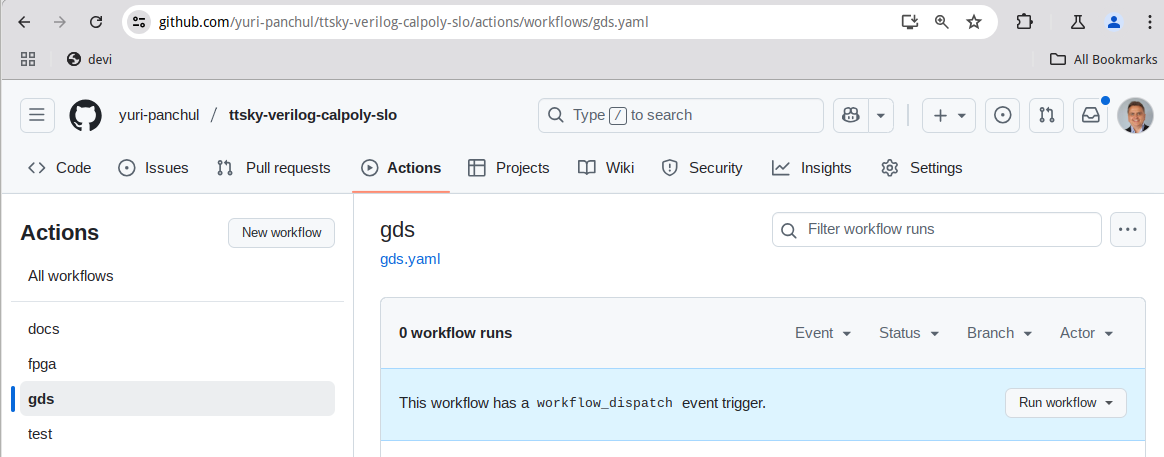 github.com/yuri-panchul/ttsky-verilog-calpoly-slo/actions/workflows/gds.yaml
devi
All Bookmarks
yuri-panchul / ttsky-verilog-calpoly-slo
Type / to search
Code
Issues
Pull requests
Actions
Projects
Wiki
Security
Insights
Settings
Actions
New workflow
All workflows
docs
fpga
gds
test
gds
gds.yaml
Filter workflow runs
0 workflow runs
Event
Status
Branch
Actor
This workflow has a workflow_dispatch event trigger.
Run workflow